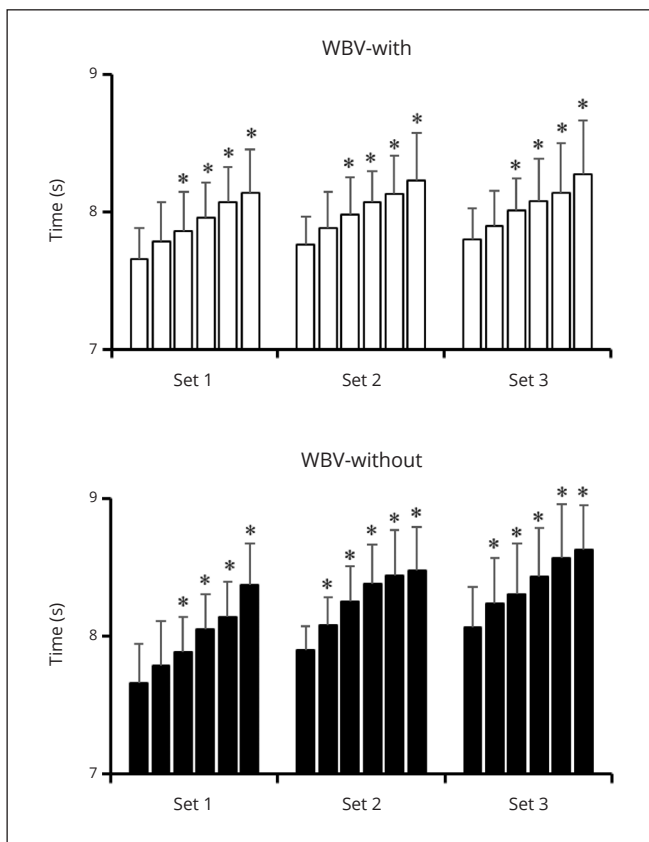 WBV-with
9
* * * * * * * * * * * *
8
7
Time (s)
Set 1 Set 2 Set 3
WBV-without
9
* * * * * * * * * * * * * *
8
7
Time (s)
Set 1 Set 2 Set 3